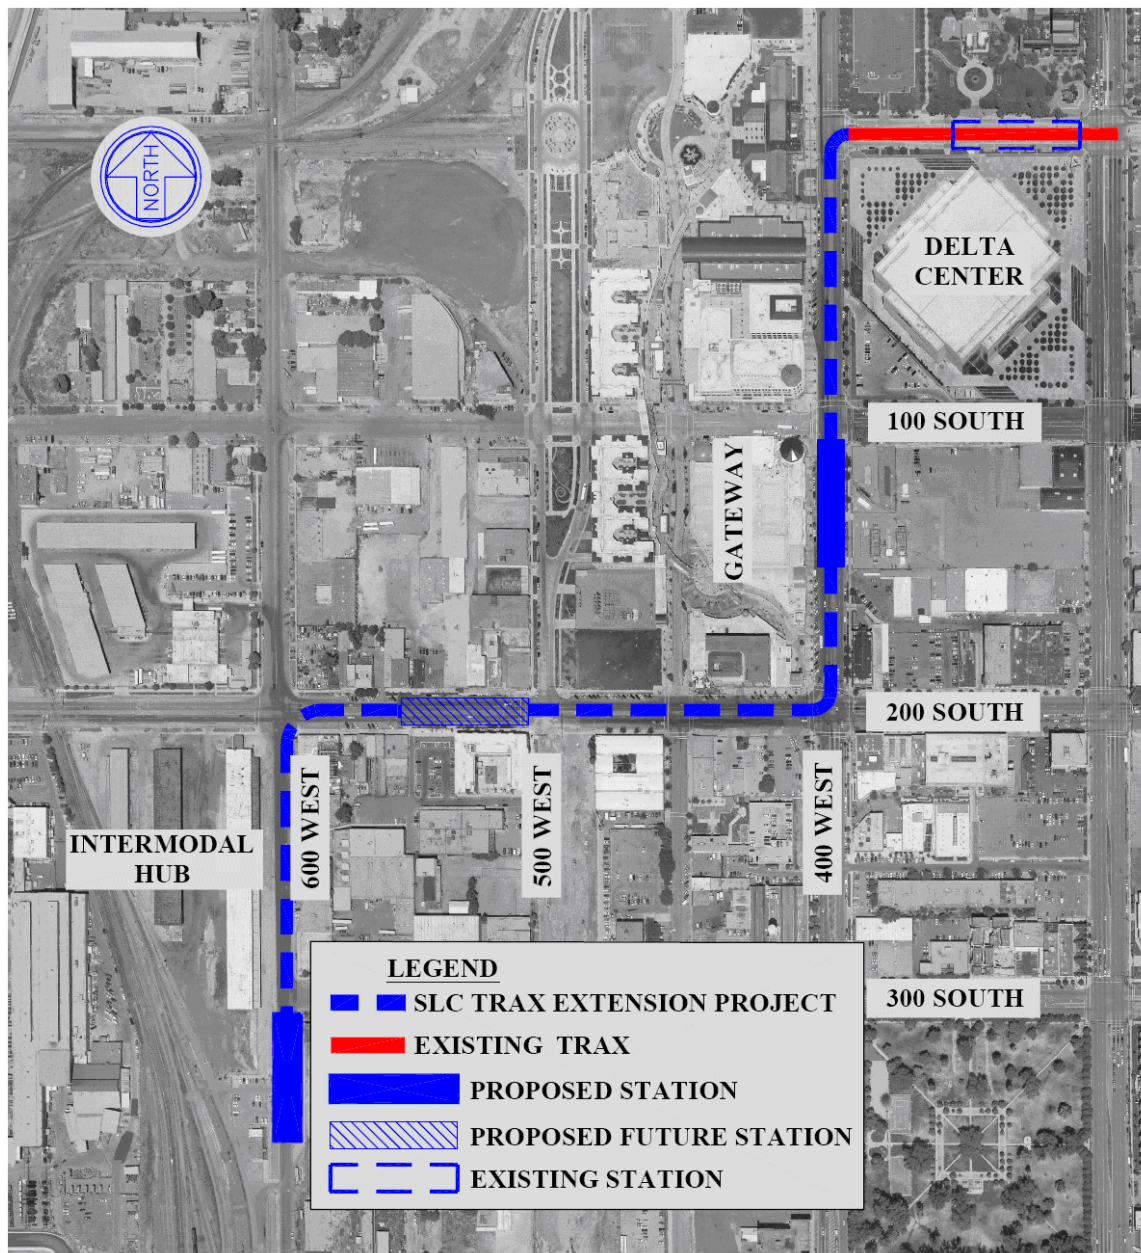 NORTH
DELTA
CENTER
100 SOUTH
GATEWAY
200 SOUTH
INTERMODAL
HUB
600 WEST
500 WEST
400 WEST
300 SOUTH
LEGEND
SLC TRAX EXTENSION PROJECT
EXISTING TRAX
PROPOSED STATION
PROPOSED FUTURE STATION
EXISTING STATION